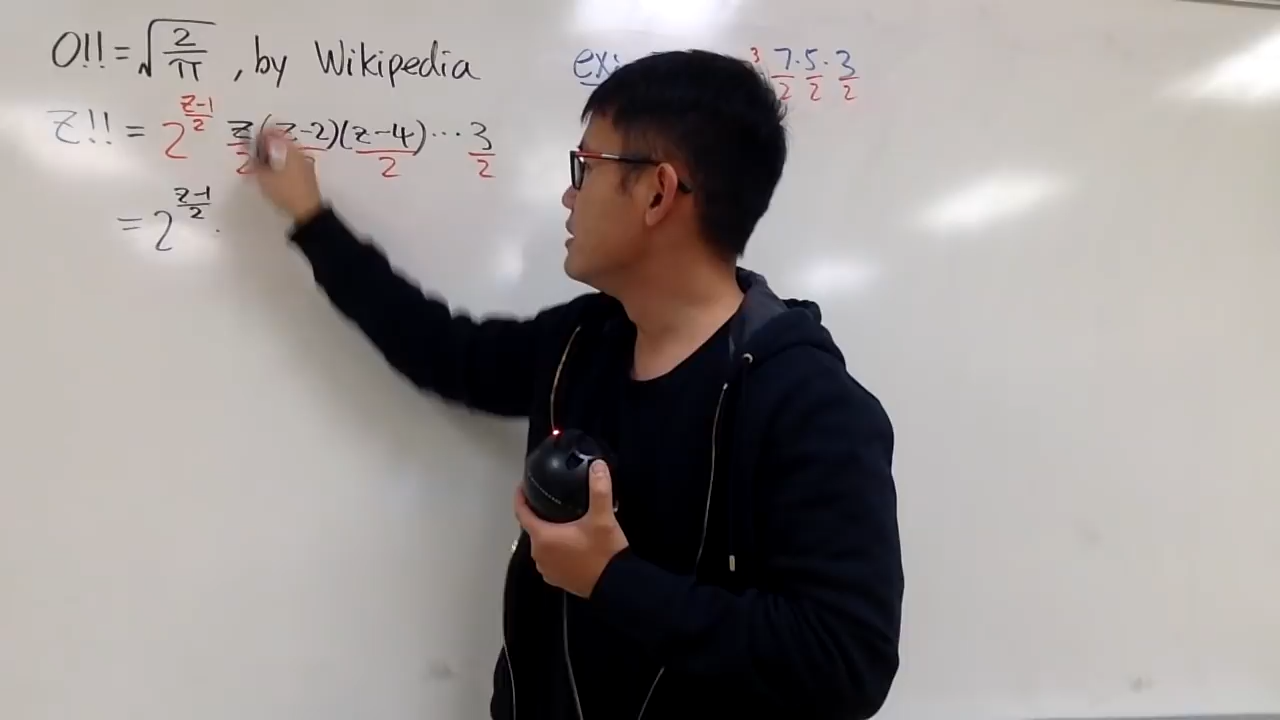 0!! = √(2/π) , by Wikipedia
z!! = 2^((z-1)/2) z/2 (z-2)/2 (z-4)/2 ⋯ 3/2
= 2^((z-1)/2) ·
3 7/2 · 5/2 · 3/2